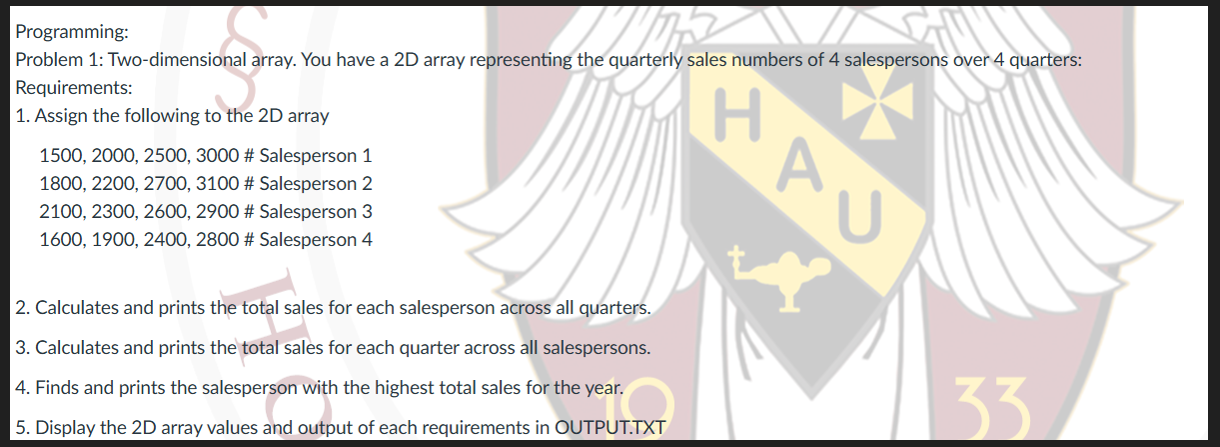 Programming:
Problem 1: Two-dimensional array. You have a 2D array representing the quarterly sales numbers of 4 salespersons over 4 quarters:
Requirements:
1. Assign the following to the 2D array
1500, 2000, 2500, 3000 # Salesperson 1
1800, 2200, 2700, 3100 # Salesperson 2
2100, 2300, 2600, 2900 # Salesperson 3
1600, 1900, 2400, 2800 # Salesperson 4
2. Calculates and prints the total sales for each salesperson across all quarters.
3. Calculates and prints the total sales for each quarter across all salespersons.
4. Finds and prints the salesperson with the highest total sales for the year.
5. Display the 2D array values and output of each requirements in OUTPUT.TXT
H
A
U
19 33